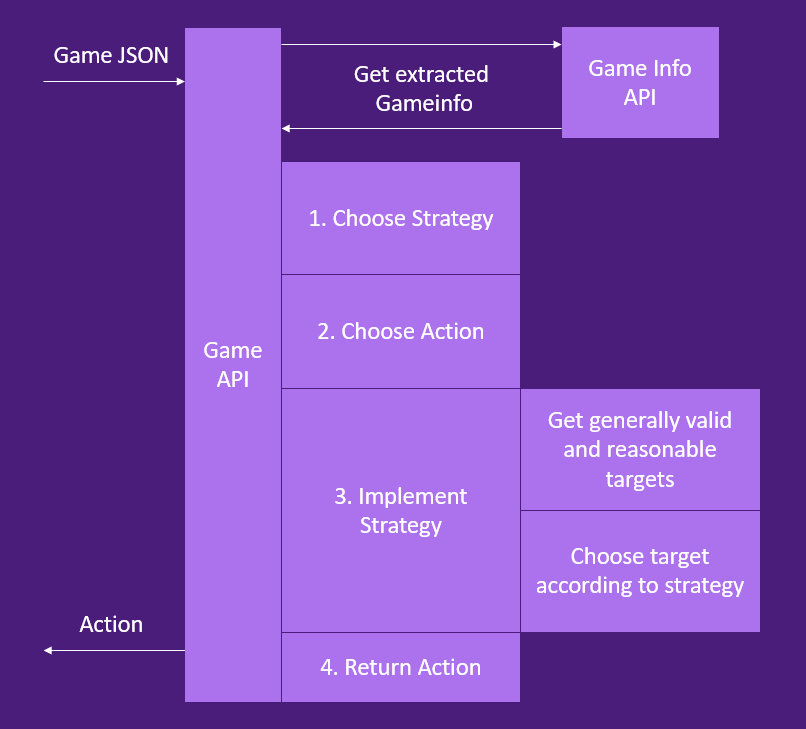 Game JSON
Get extracted
Gameinfo
Game Info
API
1. Choose Strategy
2. Choose Action
Game
API
3. Implement
Strategy
Get generally valid
and reasonable
targets
Choose target
according to strategy
Action
4. Return Action